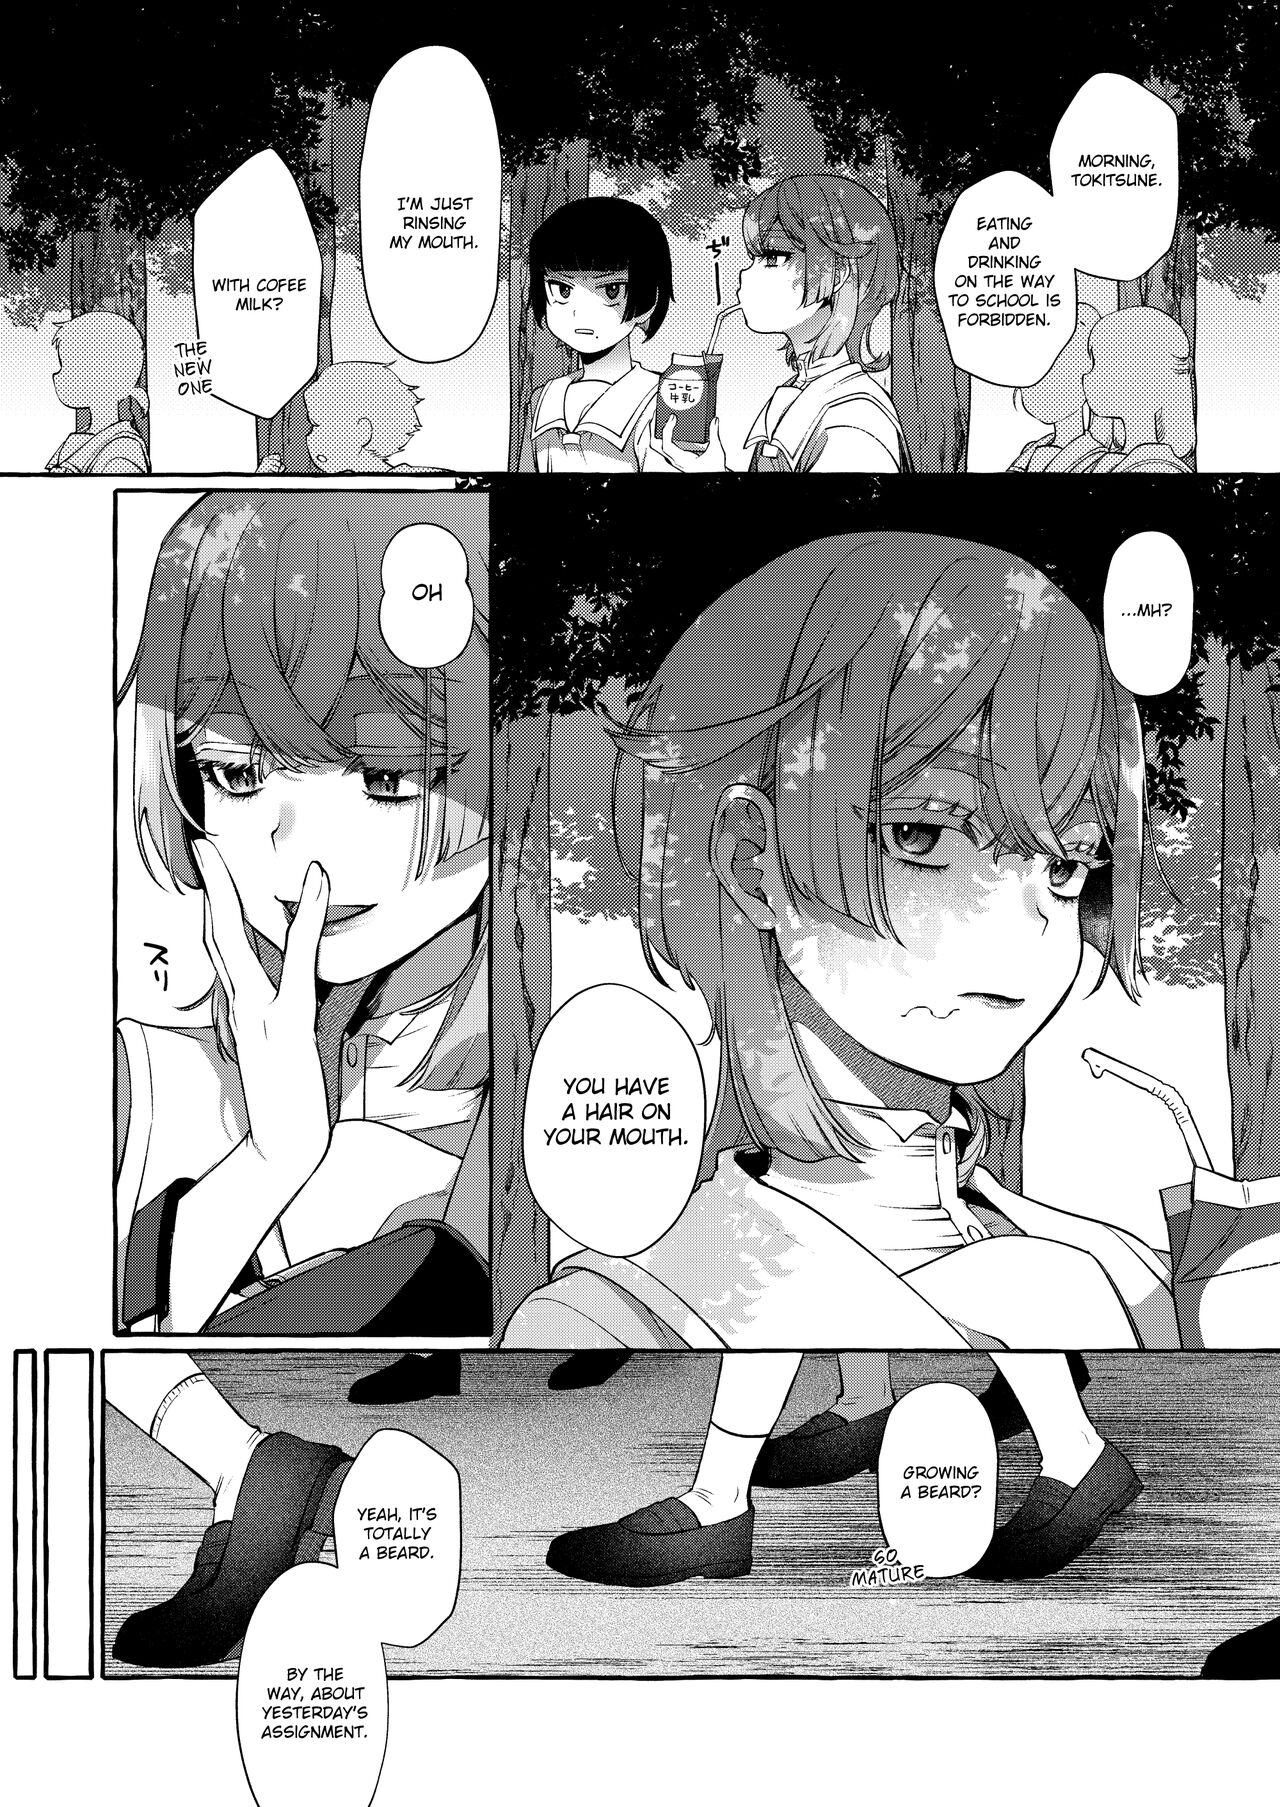 MORNING,
TOKITSUNE.
EATING
AND
DRINKING
ON THE WAY
TO SCHOOL IS
FORBIDDEN.
ぢー
コーヒー
牛乳
I'M JUST
RINSING
MY MOUTH.
WITH COFEE
MILK?
THE
NEW
ONE
...MH?
YOU HAVE
A HAIR ON
YOUR MOUTH.
OH
スリ
GROWING
A BEARD?
SO
MATURE
YEAH, IT'S
TOTALLY
A BEARD.
BY THE
WAY, ABOUT
YESTERDAY'S
ASSIGNMENT.